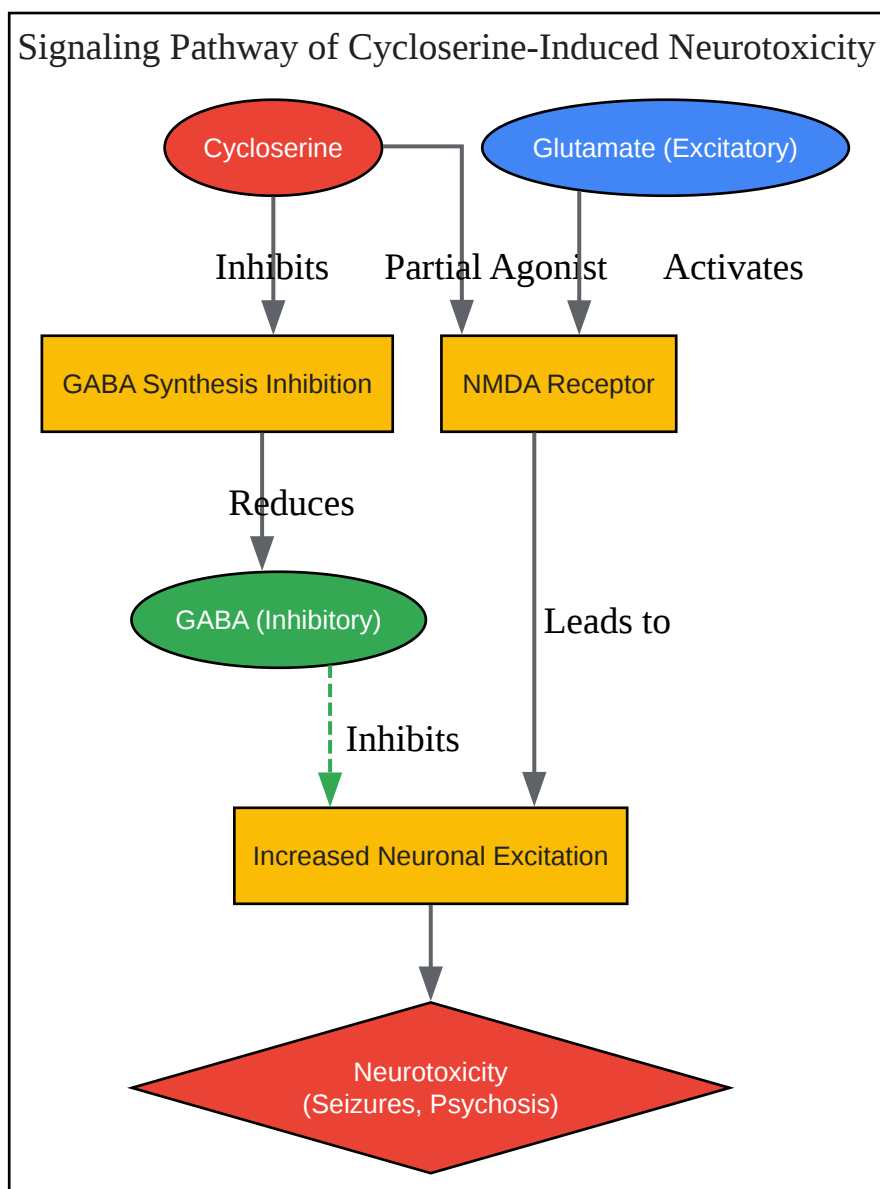 Signaling Pathway of Cycloserine-Induced Neurotoxicity
Cycloserine
Glutamate (Excitatory)
Inhibits
Partial Agonist
Activates
GABA Synthesis Inhibition
NMDA Receptor
Reduces
GABA (Inhibitory)
Leads to
Inhibits
Increased Neuronal Excitation
Neurotoxicity
(Seizures, Psychosis)